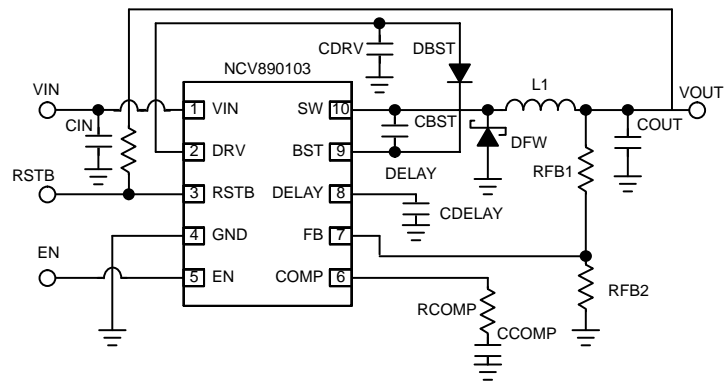 CDRV
DBST
NCV890103
VIN
L1
VOUT
1
VIN
SW
10
CIN
CBST
COUT
2
DRV
BST
9
DFW
DELAY
RFB1
RSTB
3
RSTB
DELAY
8
CDELAY
4
GND
FB
7
EN
5
EN
COMP
6
RFB2
RCOMP
CCOMP